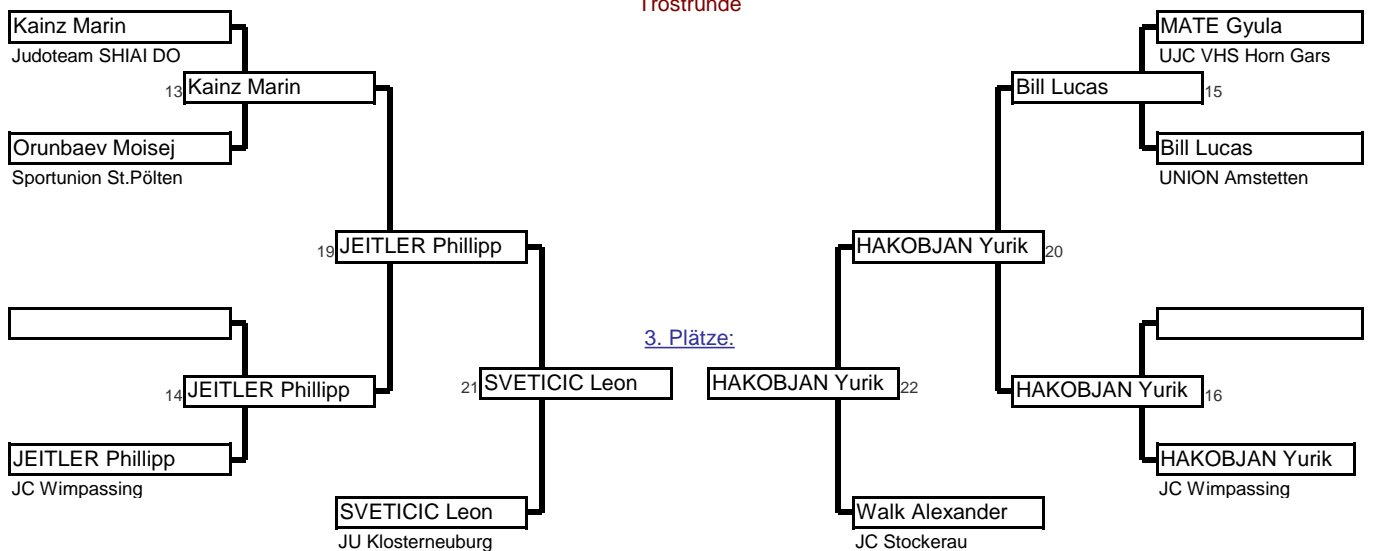 Trostrunde
Kainz Marin
Judoteam SHIAI DO
13 Kainz Marin
Orunbaev Moisej
Sportunion St.Pölten
19 JEITLER Phillipp
14 JEITLER Phillipp
JEITLER Phillipp
JC Wimpassing
21 SVETICIC Leon
SVETICIC Leon
JU Klosterneuburg
3. Plätze:
MATE Gyula
UJC VHS Horn Gars
Bill Lucas 15
Bill Lucas
UNION Amstetten
HAKOBJAN Yurik 20
HAKOBJAN Yurik 22
HAKOBJAN Yurik 16
HAKOBJAN Yurik
JC Wimpassing
Walk Alexander
JC Stockerau